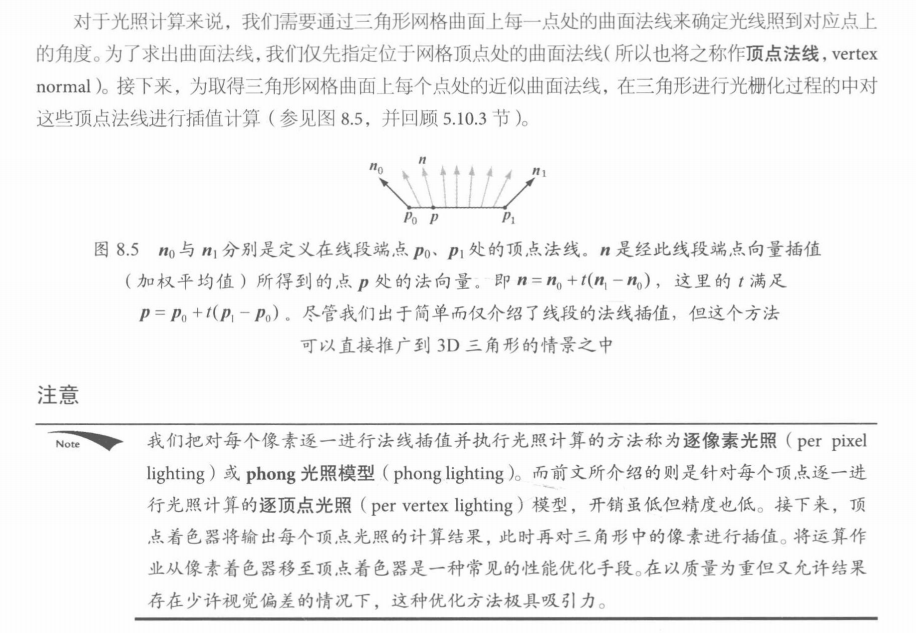 对于光照计算来说，我们需要通过三角形网格曲面上每一点处的曲面法线来确定光线照到对应点上
的角度。为了求出曲面法线，我们仅先指定位于网格顶点处的曲面法线（所以也将之称作顶点法线，vertex
normal）。接下来，为取得三角形网格曲面上每个点处的近似曲面法线，在三角形进行光栅化过程的中对
这些顶点法线进行插值计算（参见图 8.5，并回顾 5.10.3 节）。
n₀ n n₁
p₀ p p₁
图 8.5 n₀与 n₁分别是定义在线段端点 p₀、p₁处的顶点法线。n 是经此线段端点向量插值
（加权平均值）所得到的点 p 处的法向量。即 n = n₀ + t(n₁ − n₀)，这里的 t 满足
p = p₀ + t(p₁ − p₀)。尽管我们出于简单而仅介绍了线段的法线插值，但这个方法
可以直接推广到 3D 三角形的情景之中
注意
Note
我们把对每个像素逐一进行法线插值并执行光照计算的方法称为逐像素光照（per pixel
lighting）或 phong 光照模型（phong lighting）。而前文所介绍的则是针对每个顶点逐一进
行光照计算的逐顶点光照（per vertex lighting）模型，开销虽低但精度也低。接下来，顶
点着色器将输出每个顶点光照的计算结果，此时再对三角形中的像素进行插值。将运算作
业从像素着色器移至顶点着色器是一种常见的性能优化手段。在以质量为重但又允许结果
存在少许视觉偏差的情况下，这种优化方法极具吸引力。